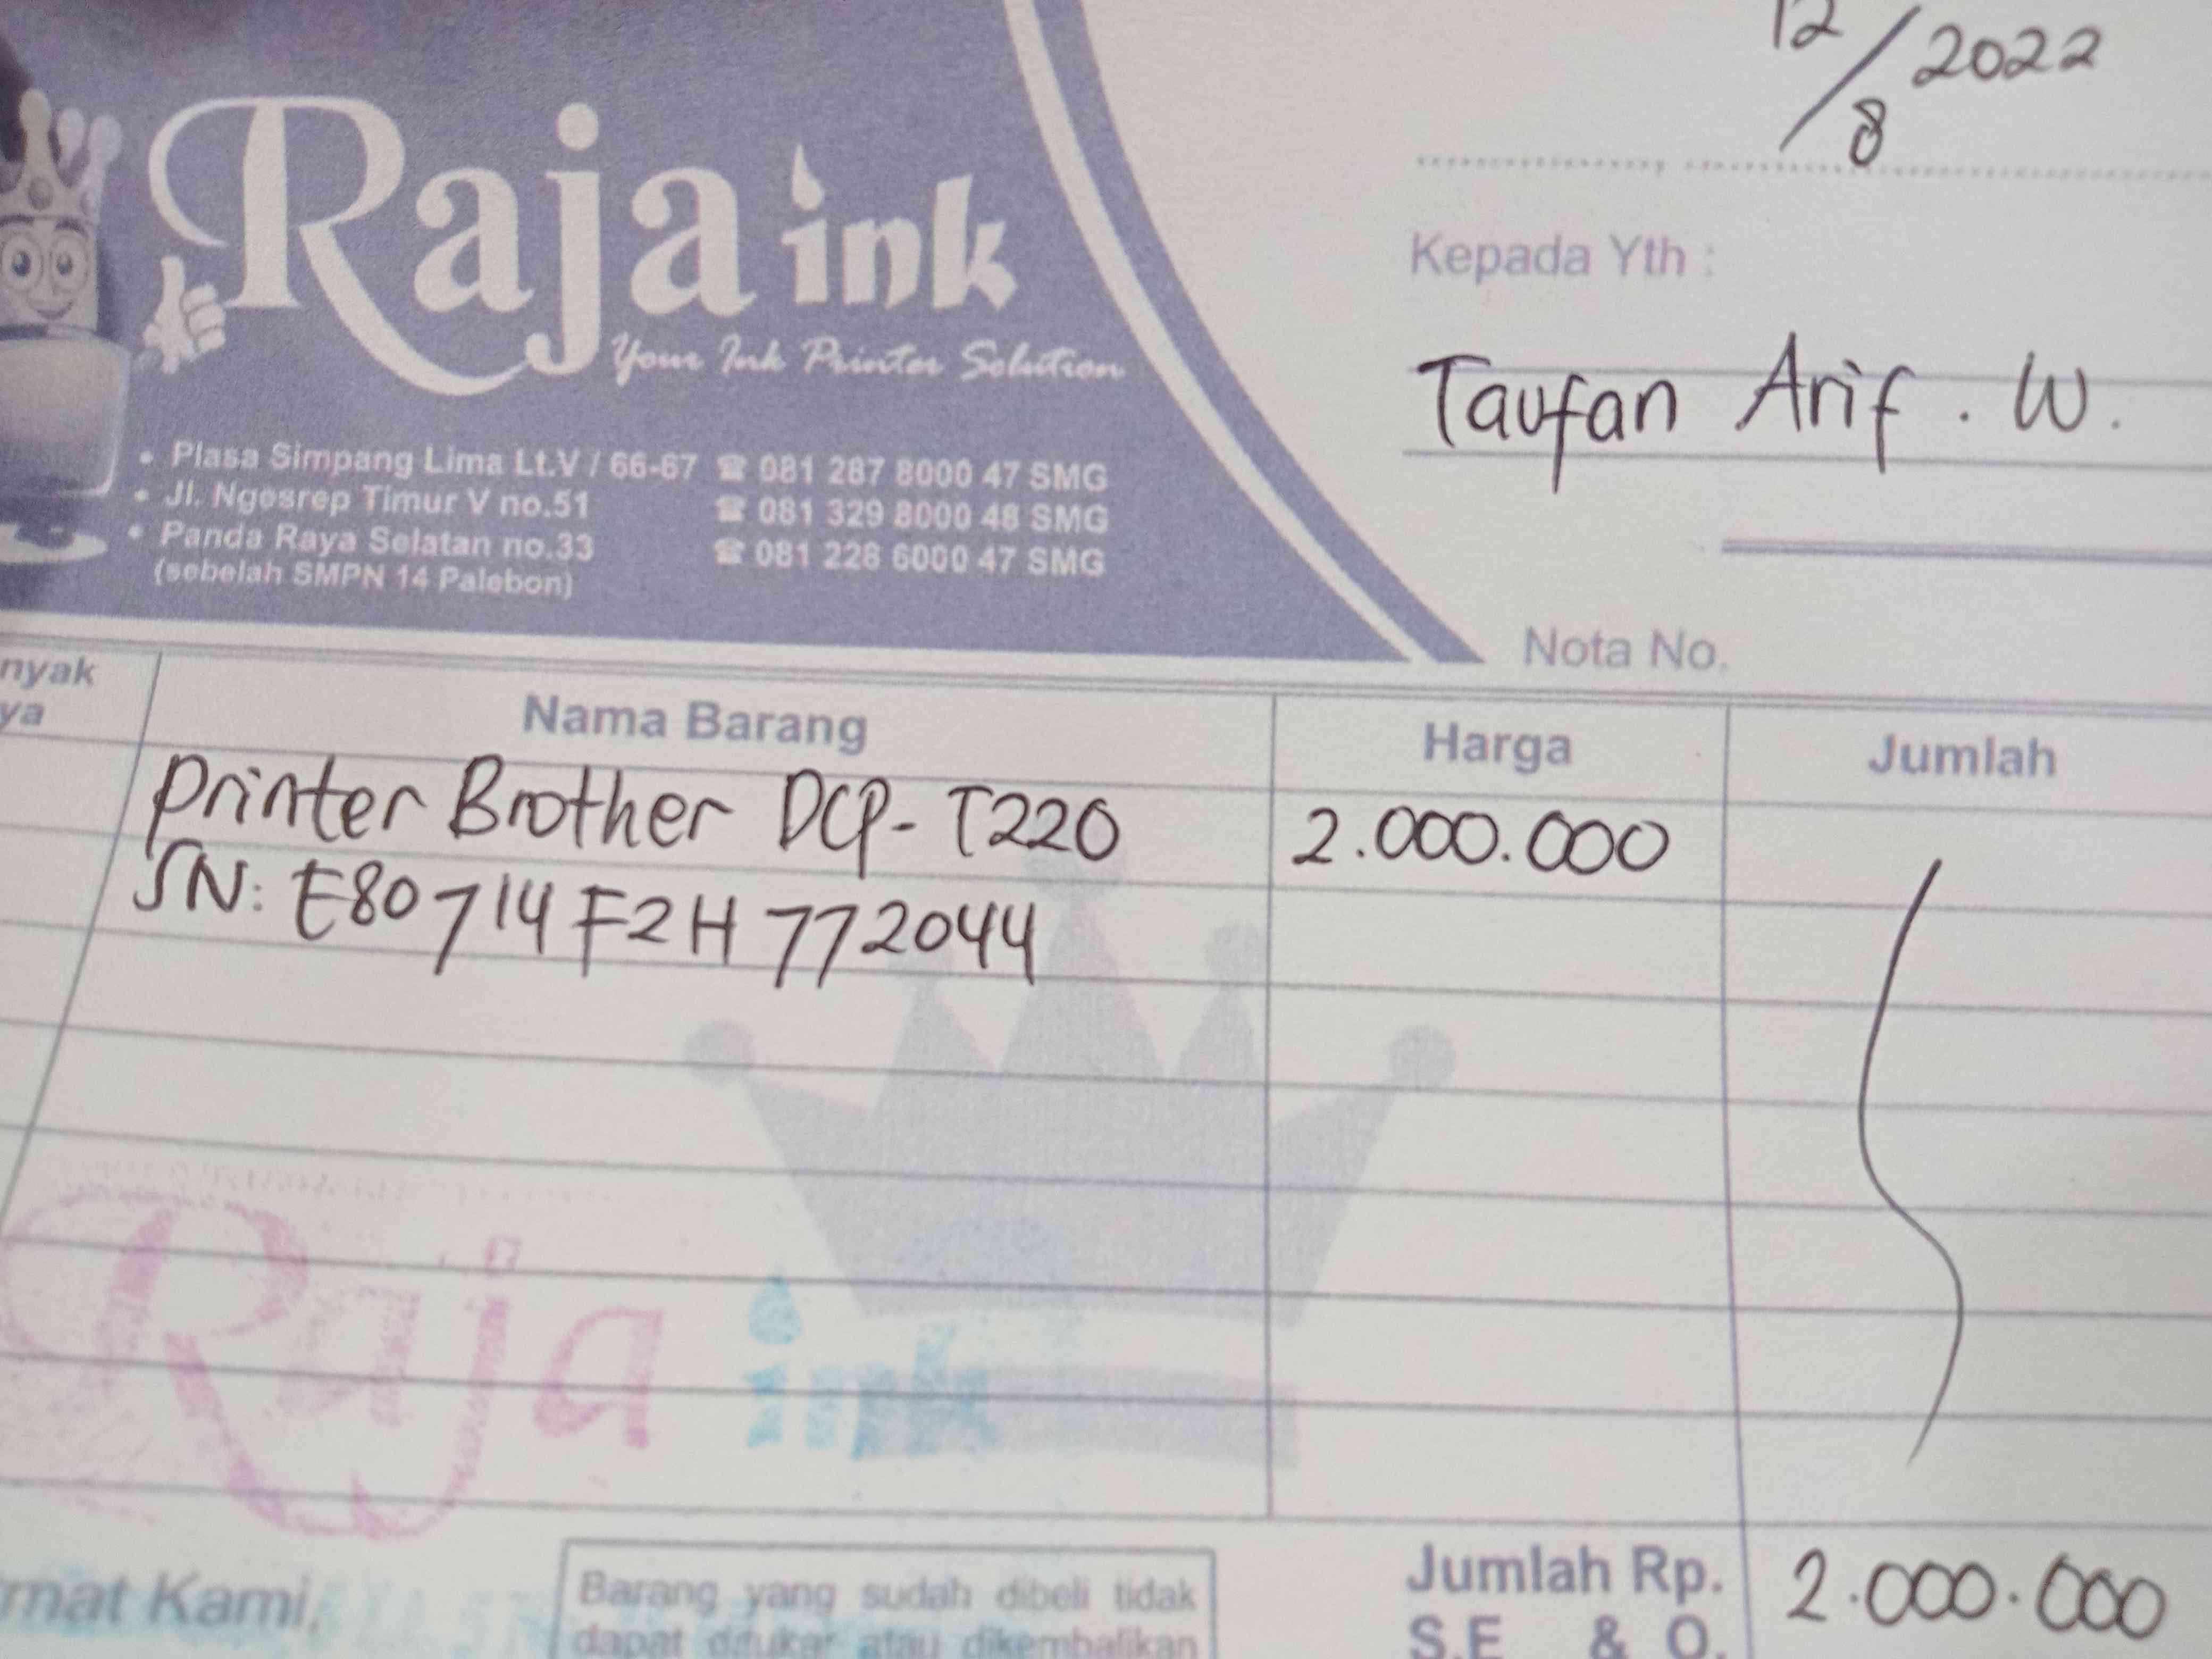 12/8 2022
Raja ink
Your Ink Printer Solution
• Plasa Simpang Lima Lt.V / 66-67 ☎ 081 287 8000 47 SMG
• Jl. Ngesrep Timur V no.51 ☎ 081 329 8000 48 SMG
• Panda Raya Selatan no.33 ☎ 081 228 6000 47 SMG
(sebelah SMPN 14 Palebon)
Kepada Yth :
Taufan Arif . W.
Nota No.
nyak
ya
Nama Barang Harga Jumlah
Printer Brother DCP-T220 2.000.000
SN: E80714F2H772044
Raja ink
mat Kami,
Barang yang sudah dibeli tidak
dapat ditukar atau dikembalikan
Jumlah Rp. 2.000.000
S.E & O.